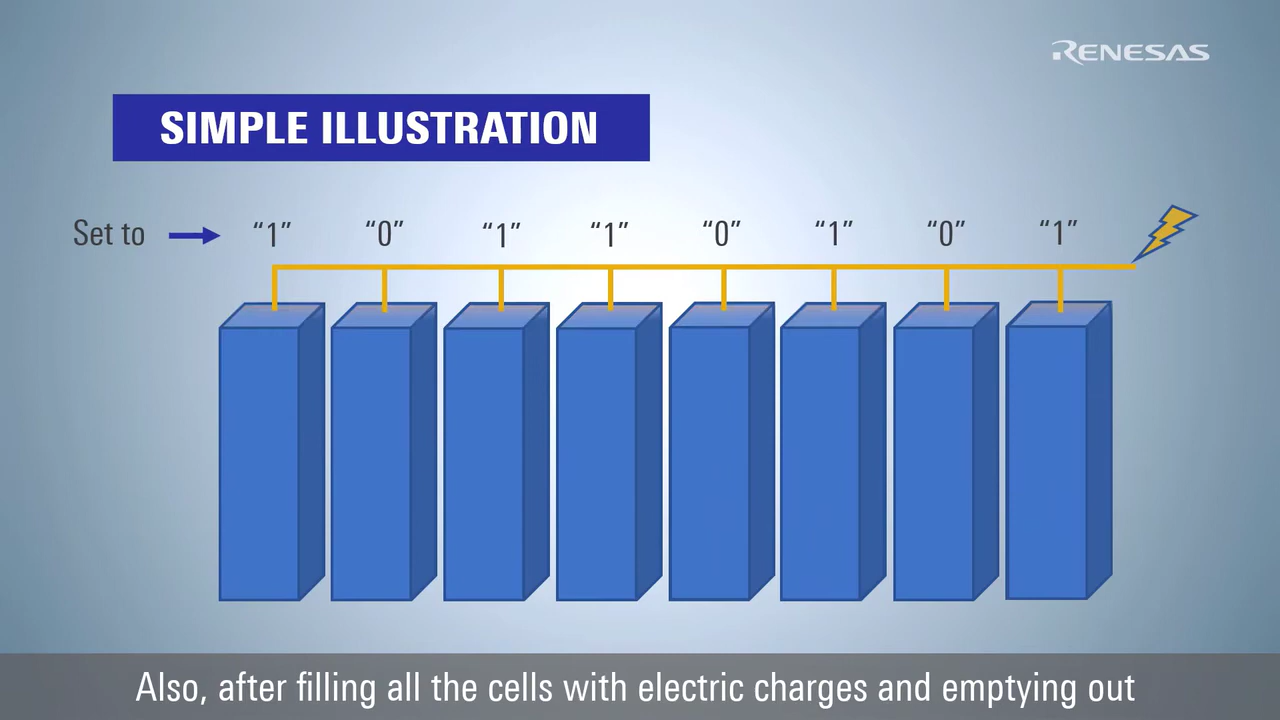 RENESAS
SIMPLE ILLUSTRATION
Set to “1” “0” “1” “1” “0” “1” “0” “1”
Also, after filling all the cells with electric charges and emptying out